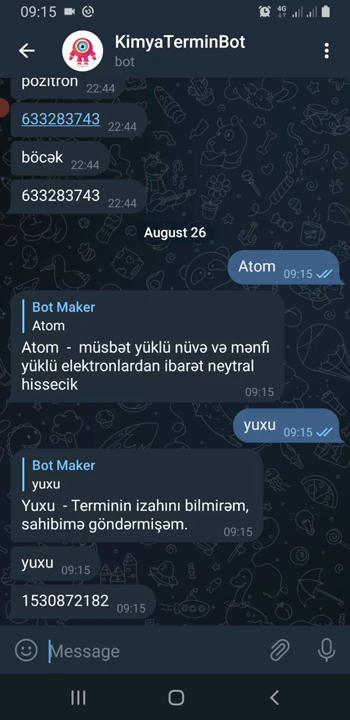 09:15
4G
KimyaTerminBot
bot
pozitron 22:44
633283743 22:44
böcək 22:44
633283743 22:44
August 26
Atom 09:15
Bot Maker
Atom
Atom - müsbət yüklü nüvə və mənfi
yüklü elektronlardan ibarət neytral
hissecik
09:15
yuxu 09:15
Bot Maker
yuxu
Yuxu - Terminin izahını bilmirəm,
sahibimə göndərmişəm.
09:15
yuxu 09:15
1530872182 09:15
Message